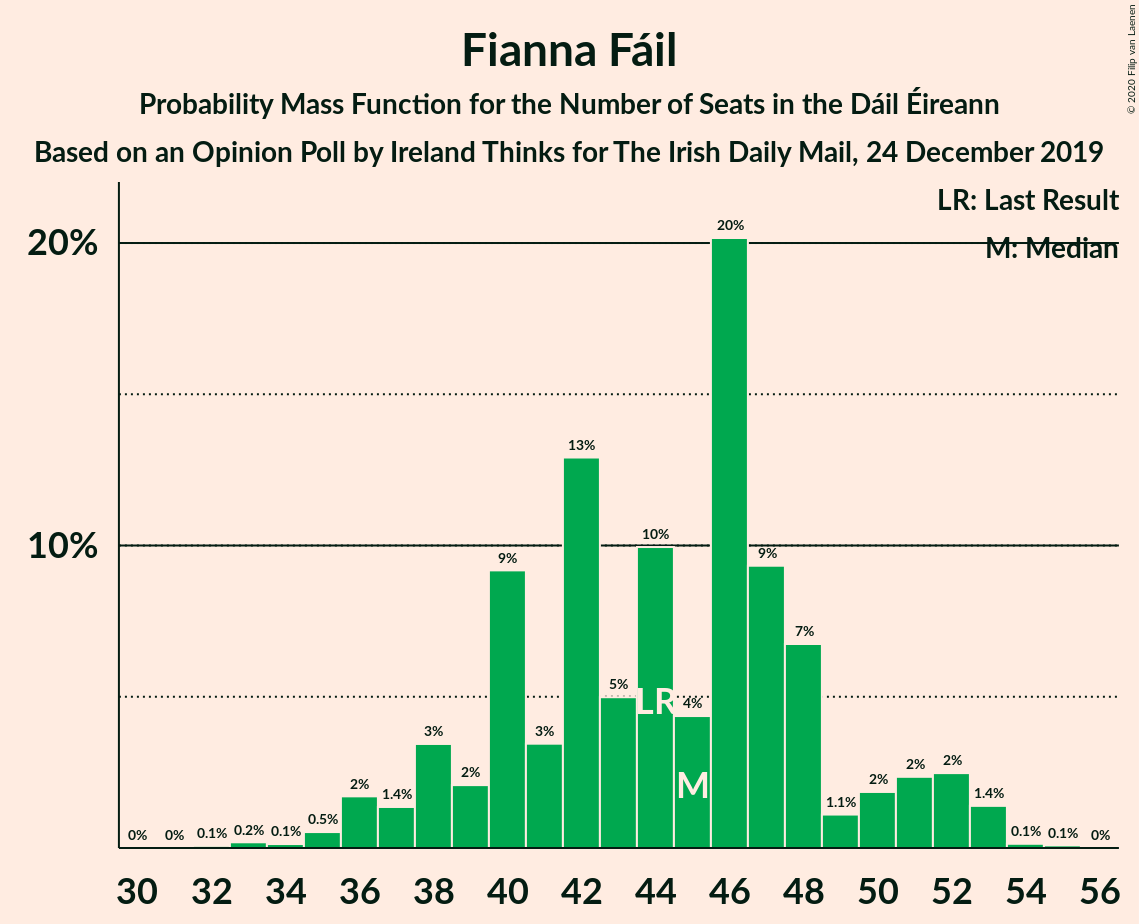 Fianna Fáil
Probability Mass Function for the Number of Seats in the Dáil Éireann
Based on an Opinion Poll by Ireland Thinks for The Irish Daily Mail, 24 December 2019
© 2020 Filip van Laenen
LR: Last Result
M: Median
20%
10%
0% 0% 0.1% 0.2% 0.1% 0.5% 2% 1.4% 3% 2% 9% 3% 13% 5% 10% 4% 20% 9% 7% 1.1% 2% 2% 2% 1.4% 0.1% 0.1% 0%
LR
M
30 32 34 36 38 40 42 44 46 48 50 52 54 56